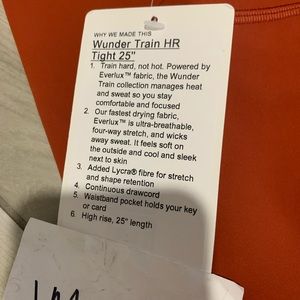 WHY WE MADE THIS
Wunder Train HR
Tight 25"
1. Train hard, not hot. Powered by
Everlux™ fabric, the Wunder
Train collection manages heat
and sweat so you stay
comfortable and focused
2. Our fastest drying fabric,
Everlux™ is ultra-breathable,
four-way stretch, and wicks
away sweat. It feels soft on
the outside and cool and sleek
next to skin
3. Added Lycra® fibre for stretch
and shape retention
4. Continuous drawcord
5. Waistband pocket holds your key
or card
6. High rise, 25" length